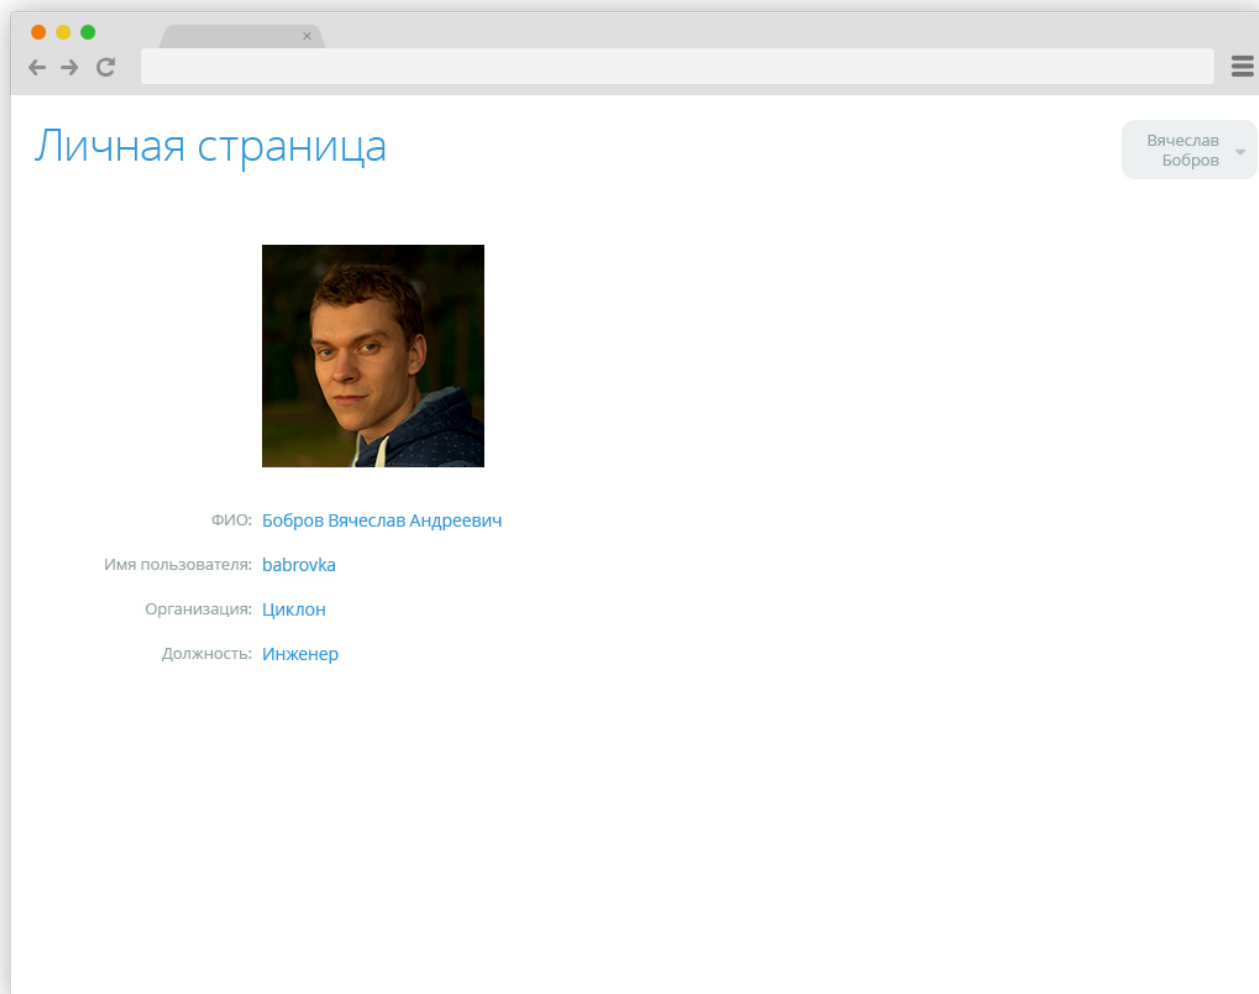 Личная страница
Вячеслав
Бобров
ФИО: Бобров Вячеслав Андреевич
Имя пользователя: babrovka
Организация: Циклон
Должность: Инженер